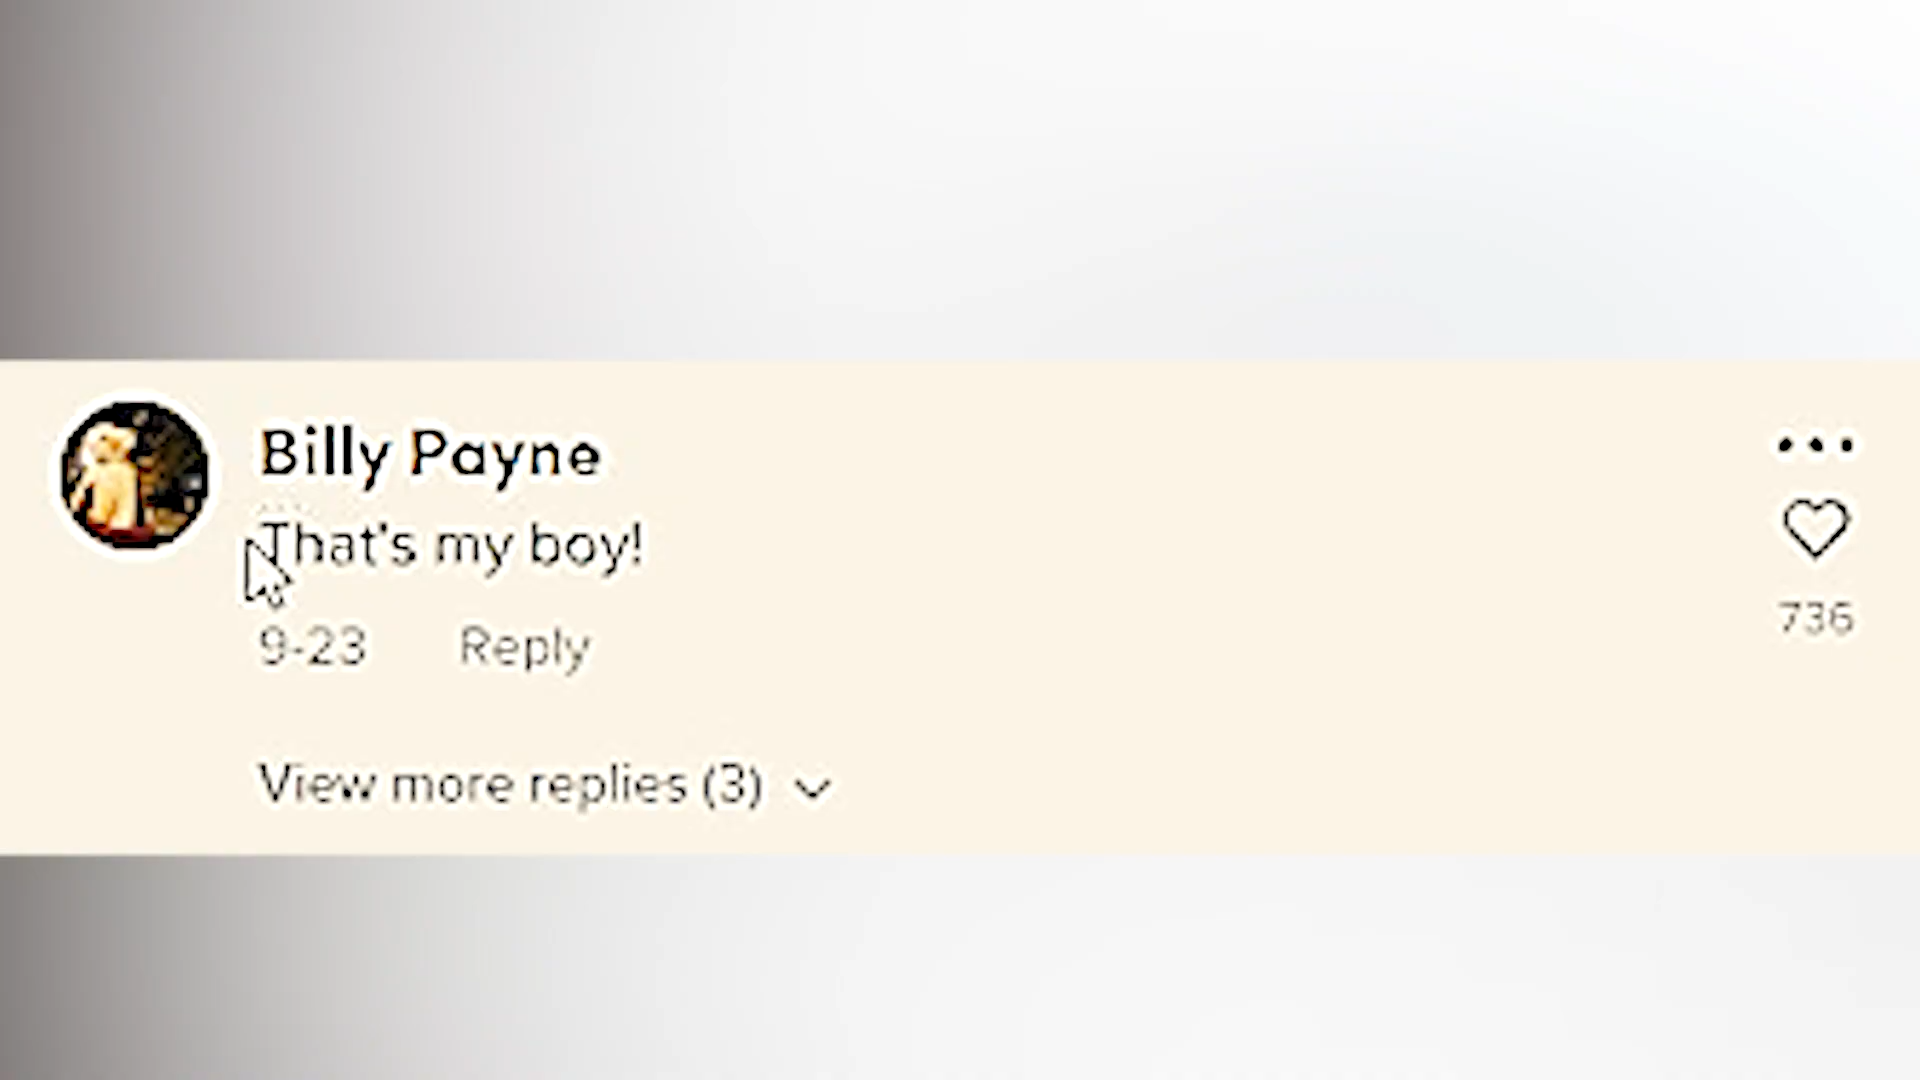 Billy Payne
That's my boy!
9-23 Reply
736
View more replies (3)